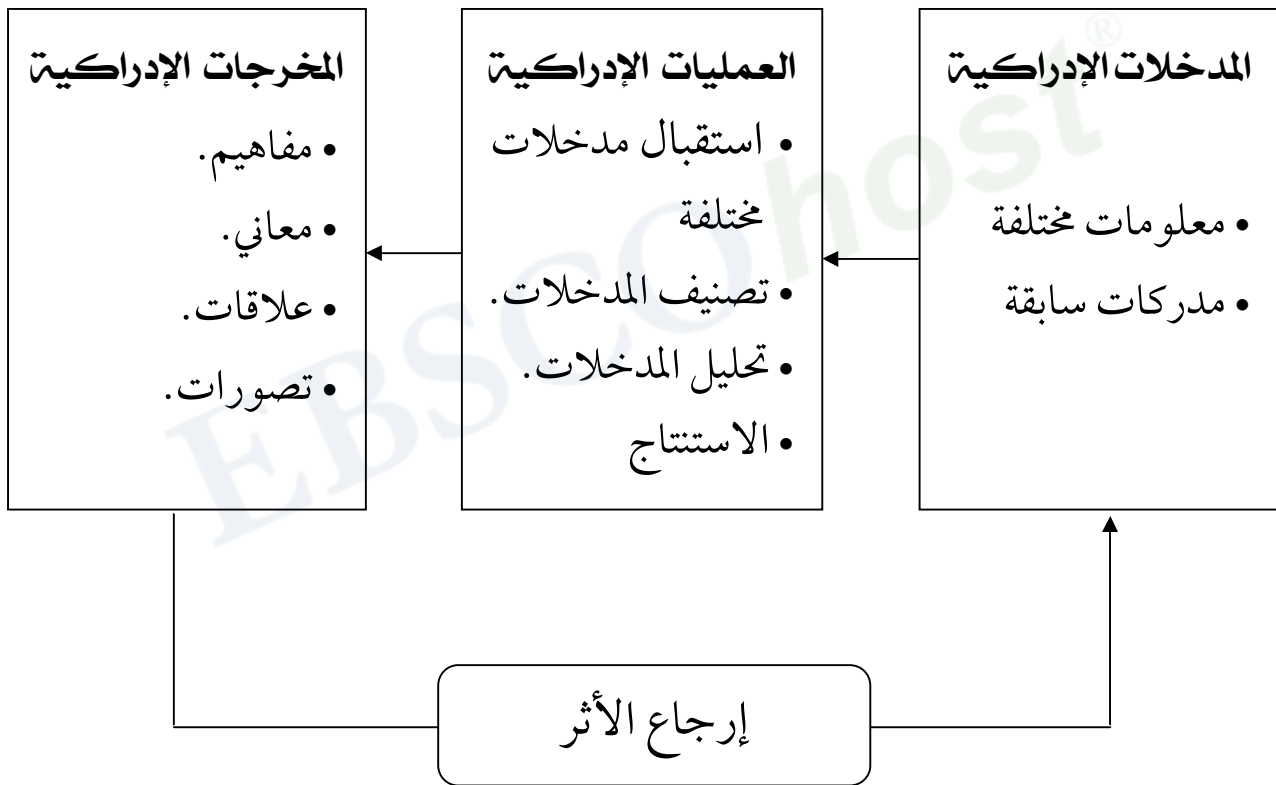 المدخلات الإدراكية
• معلومات مختلفة
• مدركات سابقة
العمليات الإدراكية
• استقبال مدخلات
مختلفة
• تصنيف المدخلات.
• تحليل المدخلات.
• الاستنتاج
المخرجات الإدراكية
• مفاهيم.
• معاني.
• علاقات.
• تصورات.
إرجاع الأثر
EBSCOhost®